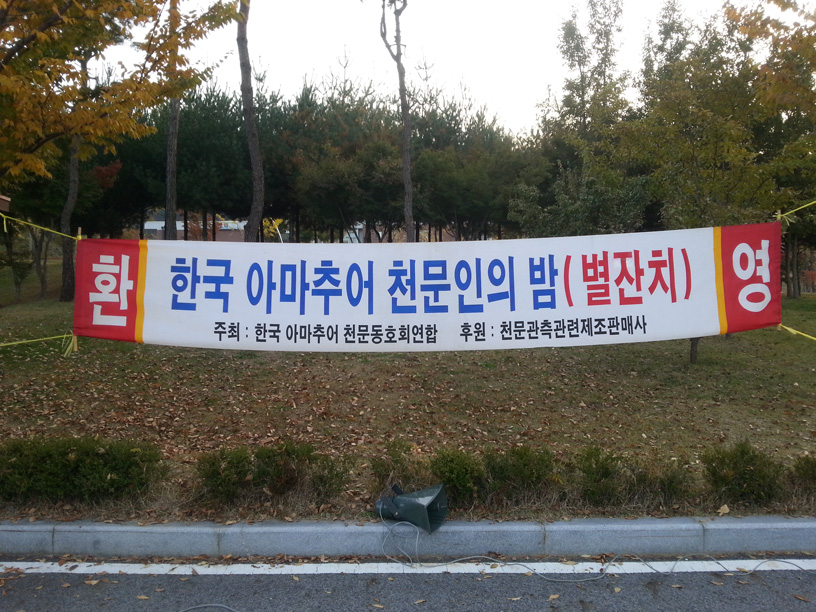 환 한국 아마추어 천문인의 밤(별잔치) 영
주최 : 한국 아마추어 천문동호회연합 후원 : 천문관측관련제조판매사